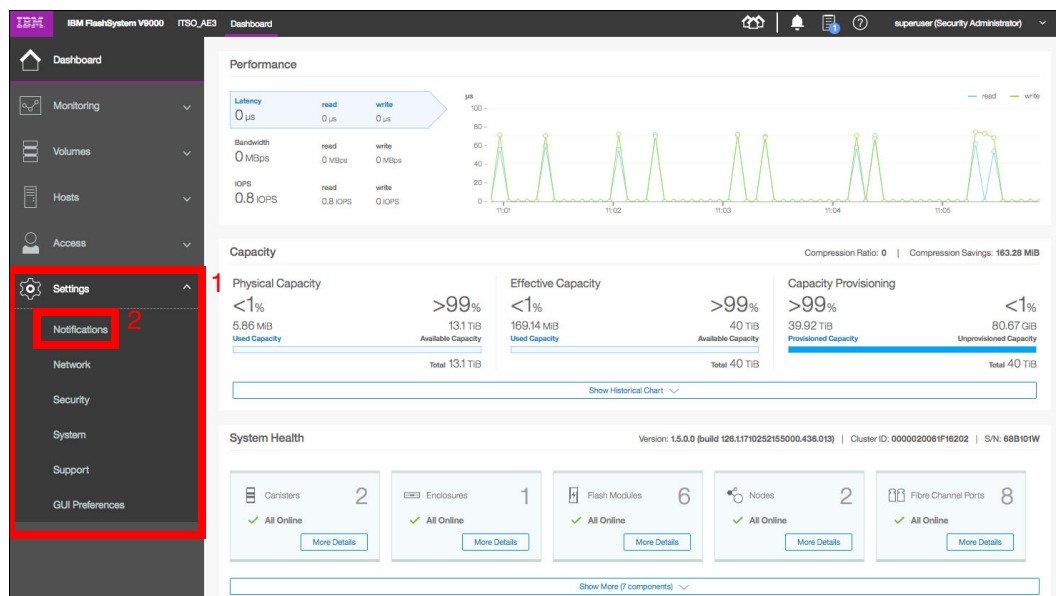 IBM IBM FlashSystem V9000 ITSO_AE3 Dashboard 1 ? superuser (Security Administrator)
Dashboard
Monitoring
Volumes
Hosts
Access
Settings
1
Notifications
2
Network
Security
System
Support
GUI Preferences
Performance
Latency read write
0 µs 0 µs 0 µs
Bandwidth read write
0 MBps 0 MBps 0 MBps
IOPS read write
0.8 IOPS 0.8 IOPS 0 IOPS
µs
read write
100
80
60
40
20
0
11:01 11:02 11:03 11:04 11:05
Capacity Compression Ratio: 0 | Compression Savings: 163.28 MiB
Physical Capacity
<1% >99%
5.86 MiB 13.1 TiB
Used Capacity Available Capacity
Total 13.1 TiB
Effective Capacity
<1% >99%
169.14 MiB 40 TiB
Used Capacity Available Capacity
Total 40 TiB
Capacity Provisioning
>99% <1%
39.92 TiB 80.67 GiB
Provisioned Capacity Unprovisioned Capacity
Total 40 TiB
Show Historical Chart
System Health Version: 1.5.0.0 (build 126.1.1710252155000.436.013) | Cluster ID: 0000020061F16202 | S/N: 68B101W
Canisters 2
All Online
More Details
Enclosures 1
All Online
More Details
Flash Modules 6
All Online
More Details
Nodes 2
All Online
More Details
Fibre Channel Ports 8
All Online
More Details
Show More (7 components)